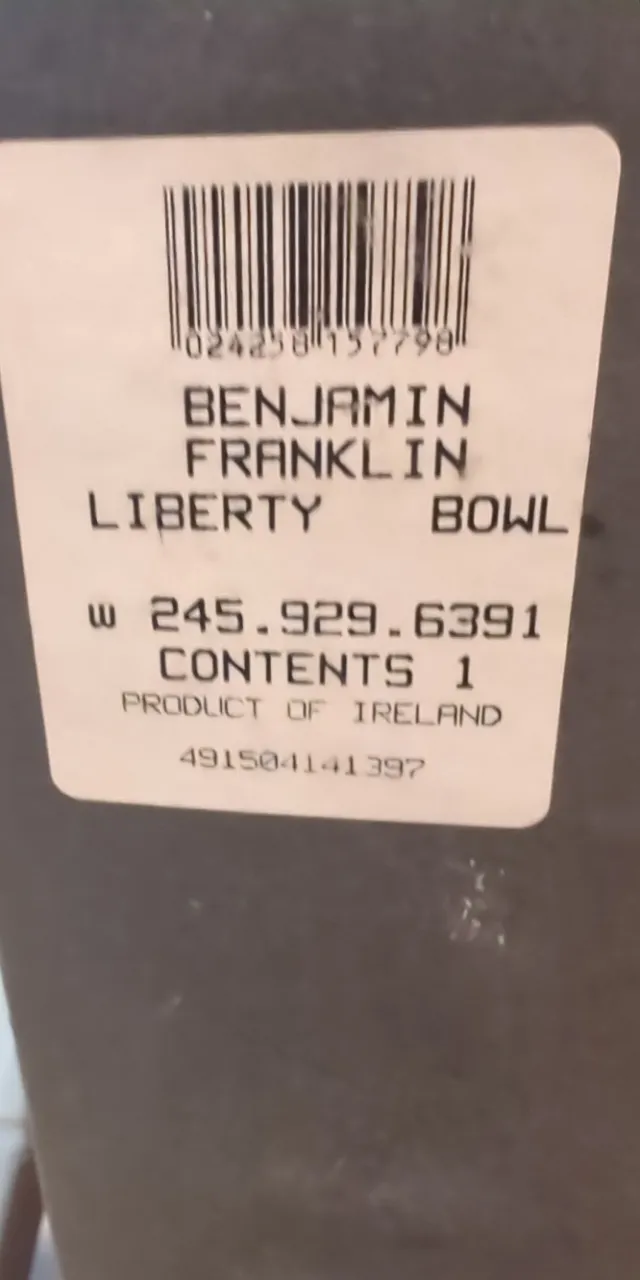 024258157798
BENJAMIN
FRANKLIN
LIBERTY BOWL
W 245.929.6391
CONTENTS 1
PRODUCT OF IRELAND
491504141397